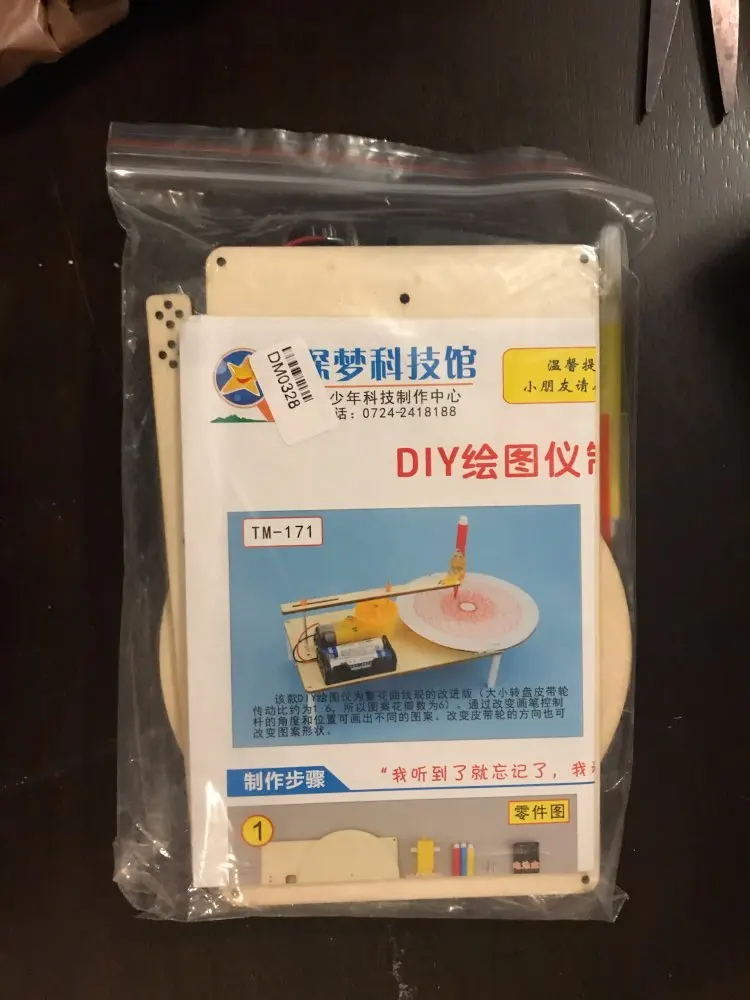 DM0328
探梦科技馆
少年科技制作中心
话：0724-2418188
温馨提
小朋友请
DIY绘图仪制
TM-171
该款DIY绘图仪为繁花曲线规的改进版（大小转盘皮带轮
传动比约为1:6，所以图案花瓣数为6）、通过改变画笔控制
杆的角度和位置可画出不同的图案。改变皮带轮的方向也可
改变图案形状。
制作步骤
“我听到了就忘记了，我
1
零件图
电池盒